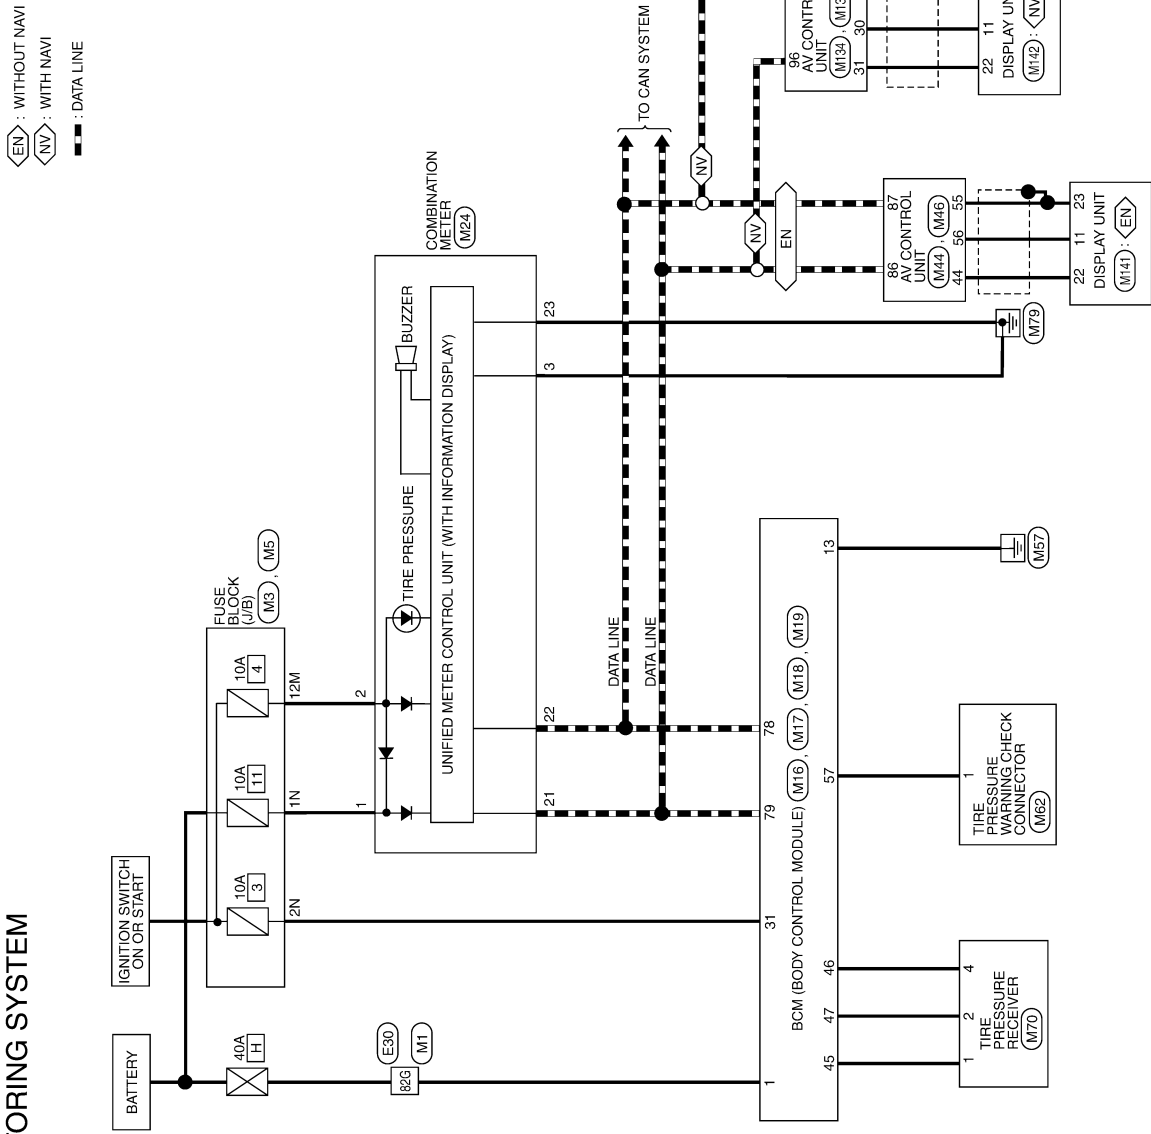 TORING SYSTEM
EN : WITHOUT NAVI
NV : WITH NAVI
: DATA LINE
BATTERY
IGNITION SWITCH
ON OR START
40A
H
10A
3
10A
11
10A
4
FUSE
BLOCK
(J/B)
M3 , M5
2N
1N
12M
82G
E30
M1
1
2
TIRE PRESSURE
BUZZER
COMBINATION
METER
M24
UNIFIED METER CONTROL UNIT (WITH INFORMATION DISPLAY)
21
22
3
23
DATA LINE
DATA LINE
TO CAN SYSTEM
NV
NV
EN
1
31
79
78
BCM (BODY CONTROL MODULE) M16 , M17 , M18 , M19
45
47
46
57
13
1
2
4
TIRE
PRESSURE
RECEIVER
M70
1
TIRE
PRESSURE
WARNING CHECK
CONNECTOR
M62
M57
M79
86
87
AV CONTROL
UNIT
M44 , M46
44
56
55
22
11
23
DISPLAY UNIT
M141 : EN
96
AV CONTR
UNIT
M134 , M13
31
30
22
11
DISPLAY UN
M142 : NV